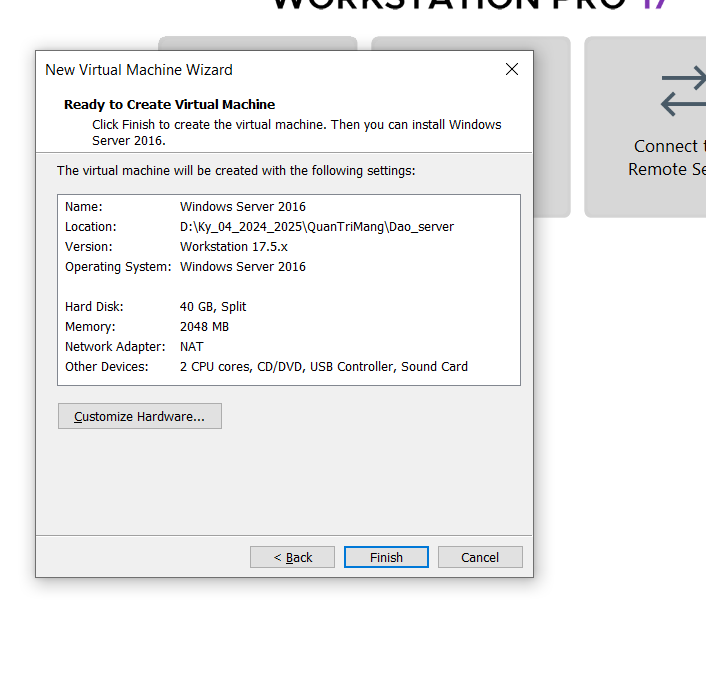 WORKSTATION PRO 17
New Virtual Machine Wizard
Ready to Create Virtual Machine
Click Finish to create the virtual machine. Then you can install Windows
Server 2016.
The virtual machine will be created with the following settings:
Name: Windows Server 2016
Location: D:\Ky_04_2024_2025\QuanTriMang\Dao_server
Version: Workstation 17.5.x
Operating System: Windows Server 2016
Hard Disk: 40 GB, Split
Memory: 2048 MB
Network Adapter: NAT
Other Devices: 2 CPU cores, CD/DVD, USB Controller, Sound Card
Customize Hardware...
< Back
Finish
Cancel
Connect
Remote